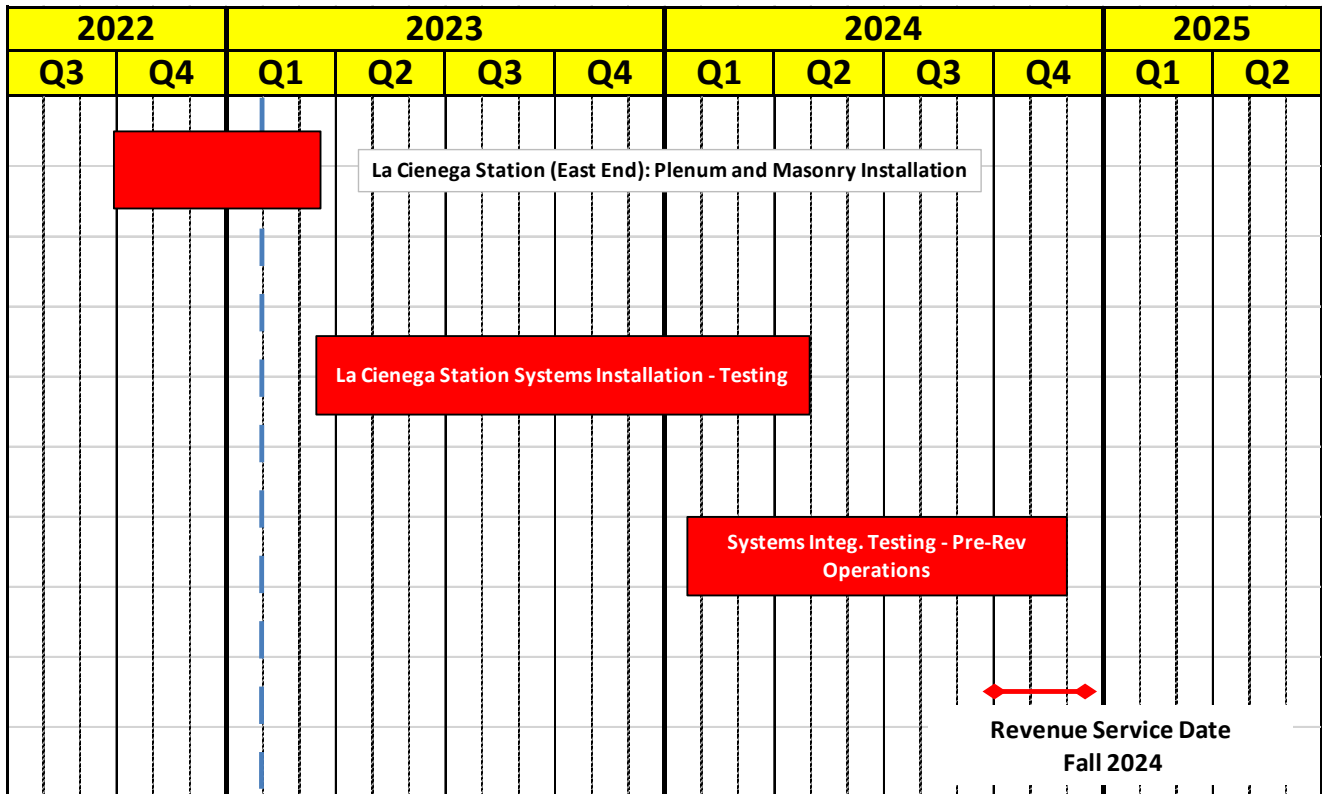 2022 2023 2024 2025
Q3 Q4 Q1 Q2 Q3 Q4 Q1 Q2 Q3 Q4 Q1 Q2
La Cienega Station (East End): Plenum and Masonry Installation
La Cienega Station Systems Installation - Testing
Systems Integ. Testing - Pre-Rev
Operations
Revenue Service Date
Fall 2024